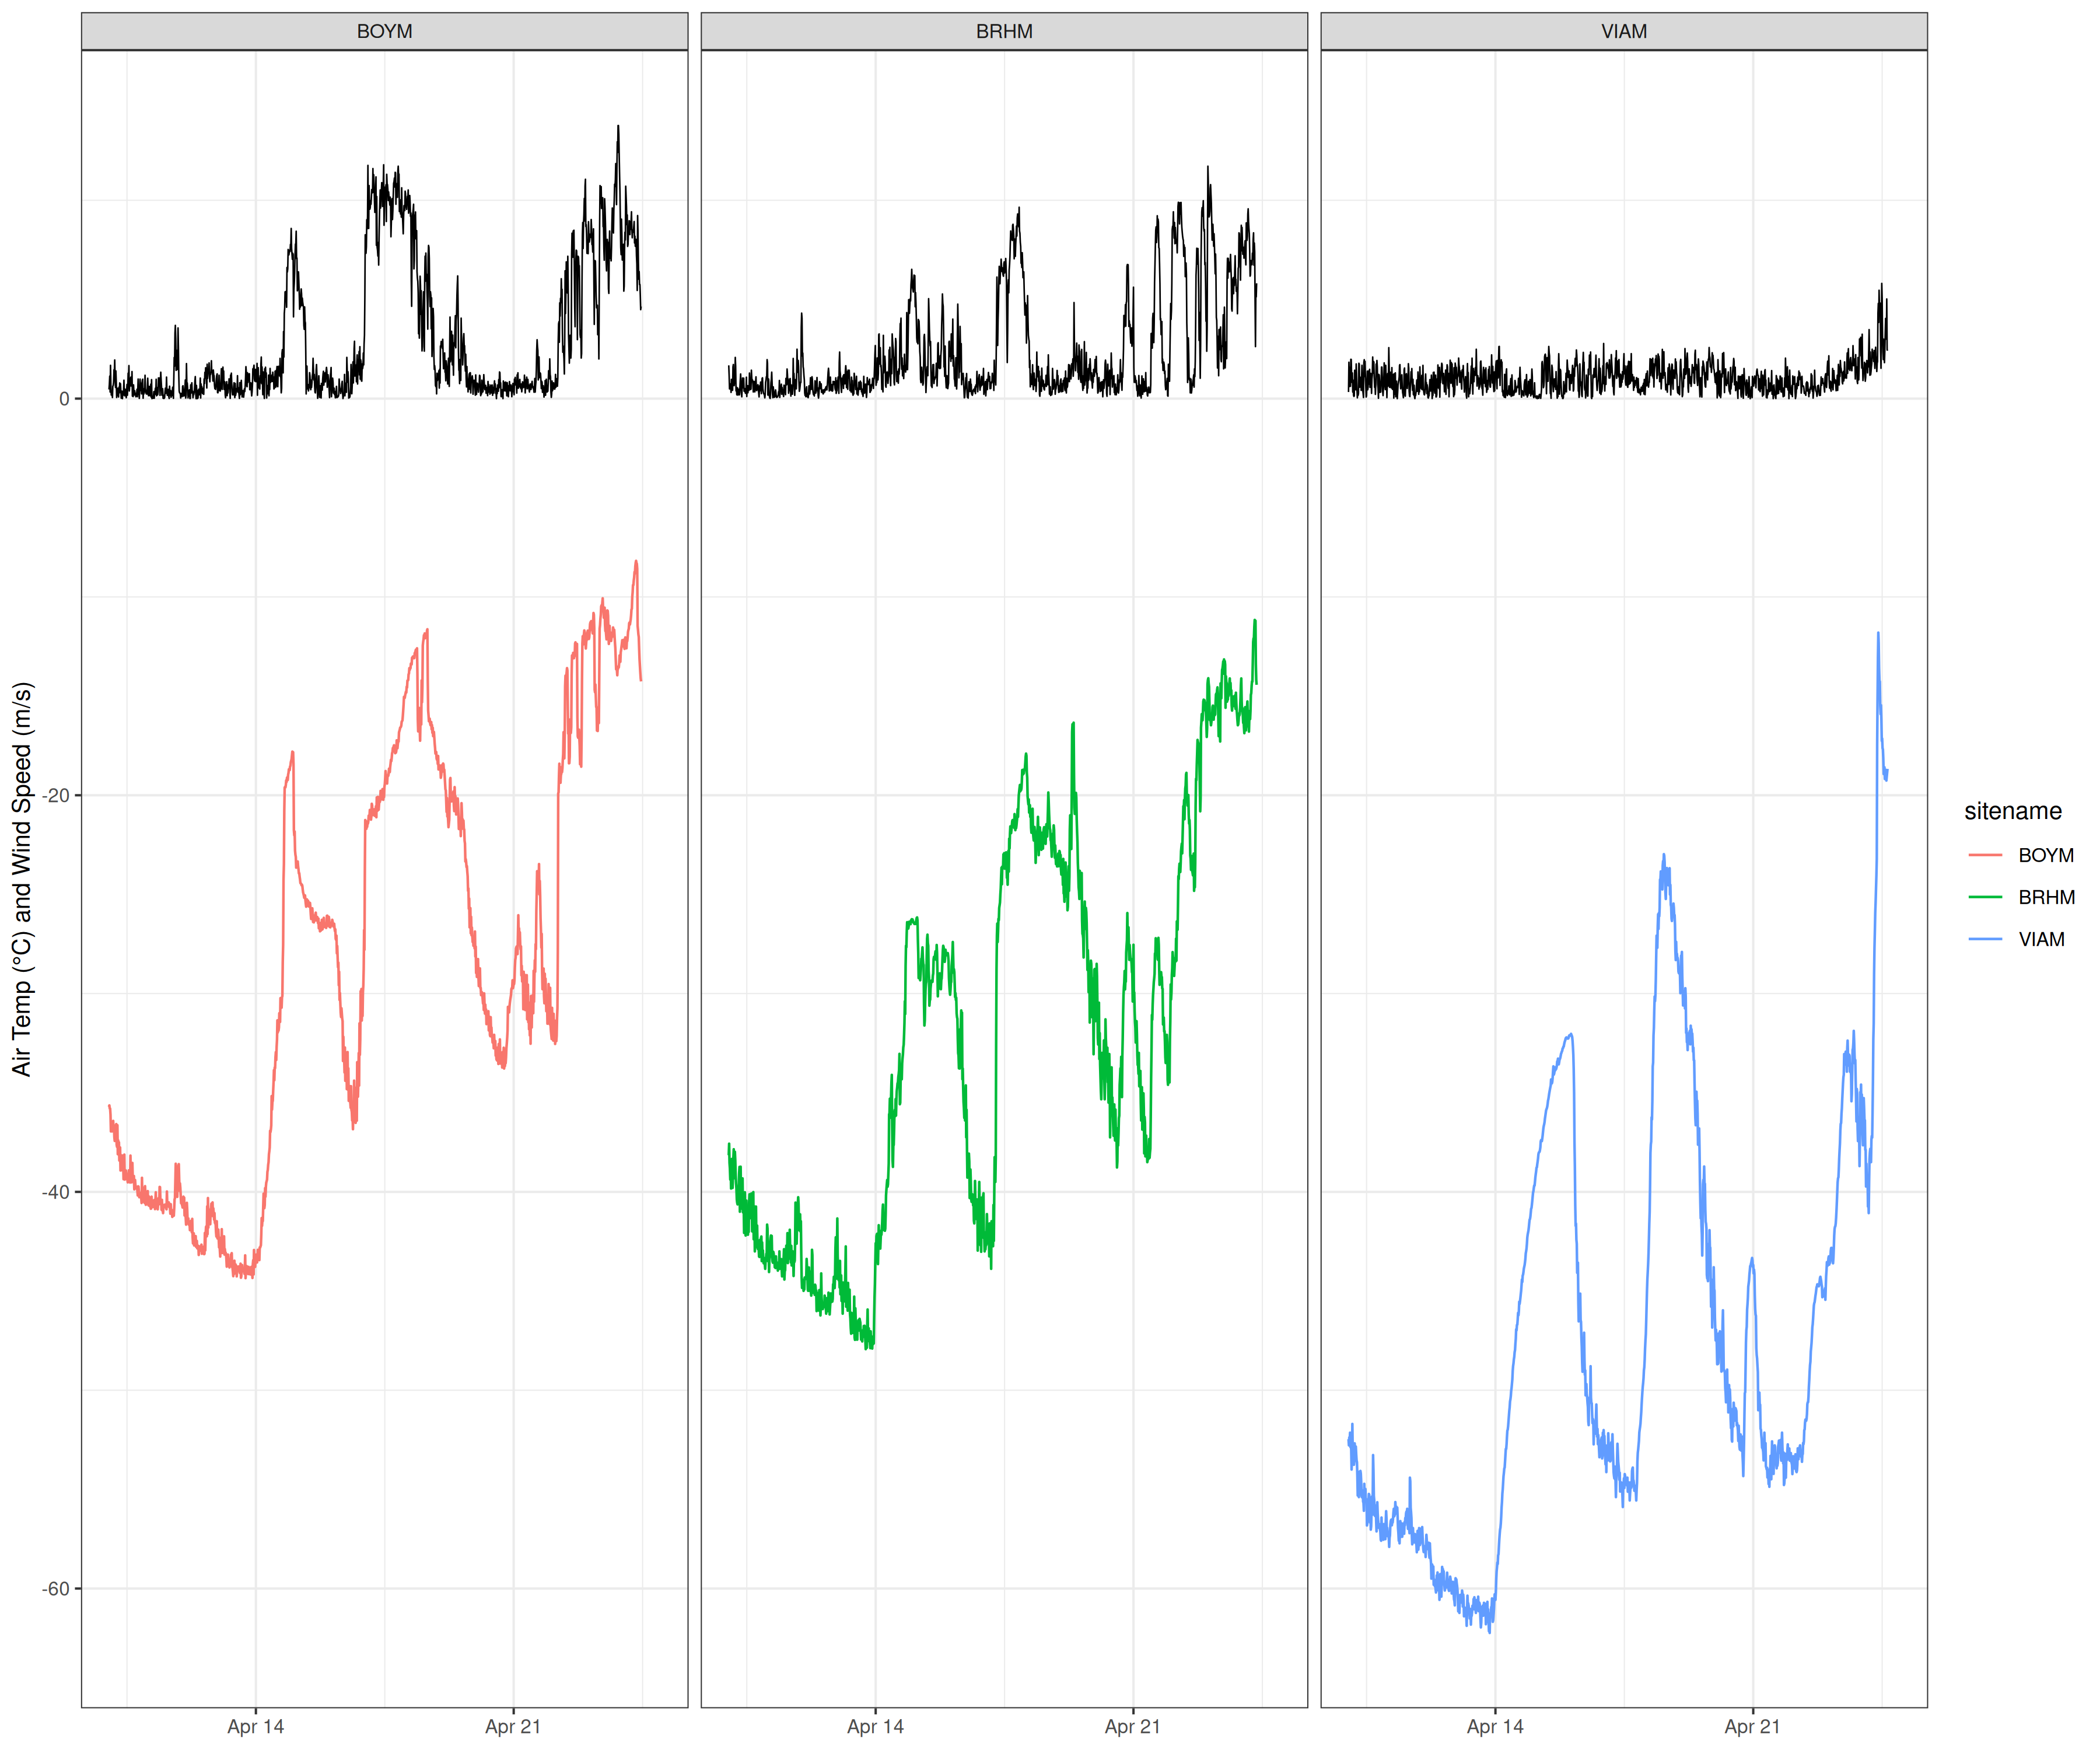 BOYM BRHM VIAM
Air Temp (°C) and Wind Speed (m/s)
0
-20
-40
-60
Apr 14 Apr 21 Apr 14 Apr 21 Apr 14 Apr 21
sitename
BOYM
BRHM
VIAM